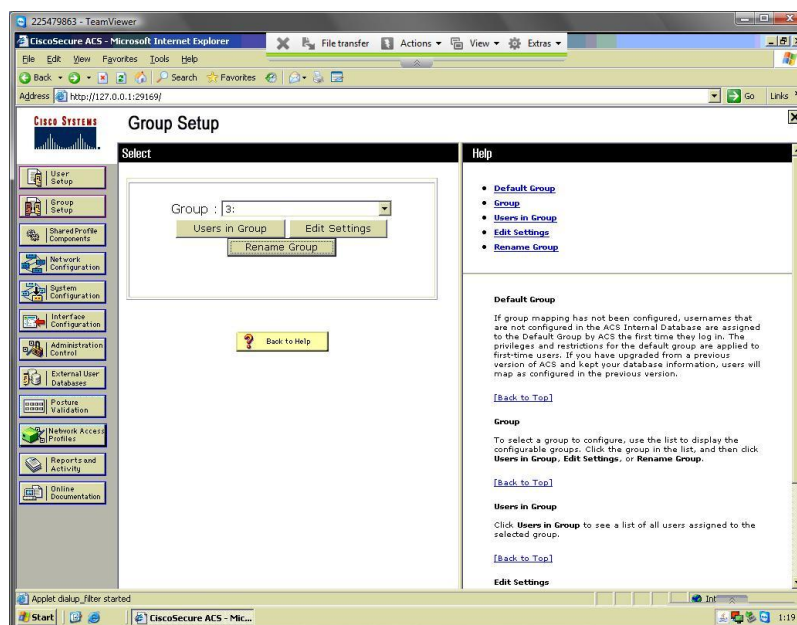 225479863 - TeamViewer
CiscoSecure ACS - Microsoft Internet Explorer
File transfer Actions View Extras
File Edit View Favorites Tools Help
Back Search Favorites
Address http://127.0.0.1:29169/ Go Links
CISCO SYSTEMS
Group Setup
Select
Help
User Setup
Group Setup
Shared Profile Components
Network Configuration
System Configuration
Interface Configuration
Administration Control
External User Databases
Posture Validation
Network Access Profiles
Reports and Activity
Online Documentation
Group : 3:
Users in Group Edit Settings
Rename Group
Back to Help
Default Group
Group
Users in Group
Edit Settings
Rename Group
Default Group
If group mapping has not been configured, usernames that
are not configured in the ACS Internal Database are assigned
to the Default Group by ACS the first time they log in. The
privileges and restrictions for the default group are applied to
first-time users. If you have upgraded from a previous
version of ACS and kept your database information, users will
map as configured in the previous version.
[Back to Top]
Group
To select a group to configure, use the list to display the
configurable groups. Click the group in the list, and then click
Users in Group, Edit Settings, or Rename Group.
[Back to Top]
Users in Group
Click Users in Group to see a list of all users assigned to the
selected group.
[Back to Top]
Edit Settings
Applet dialup_filter started
Int
Start CiscoSecure ACS - Mic... 1:19